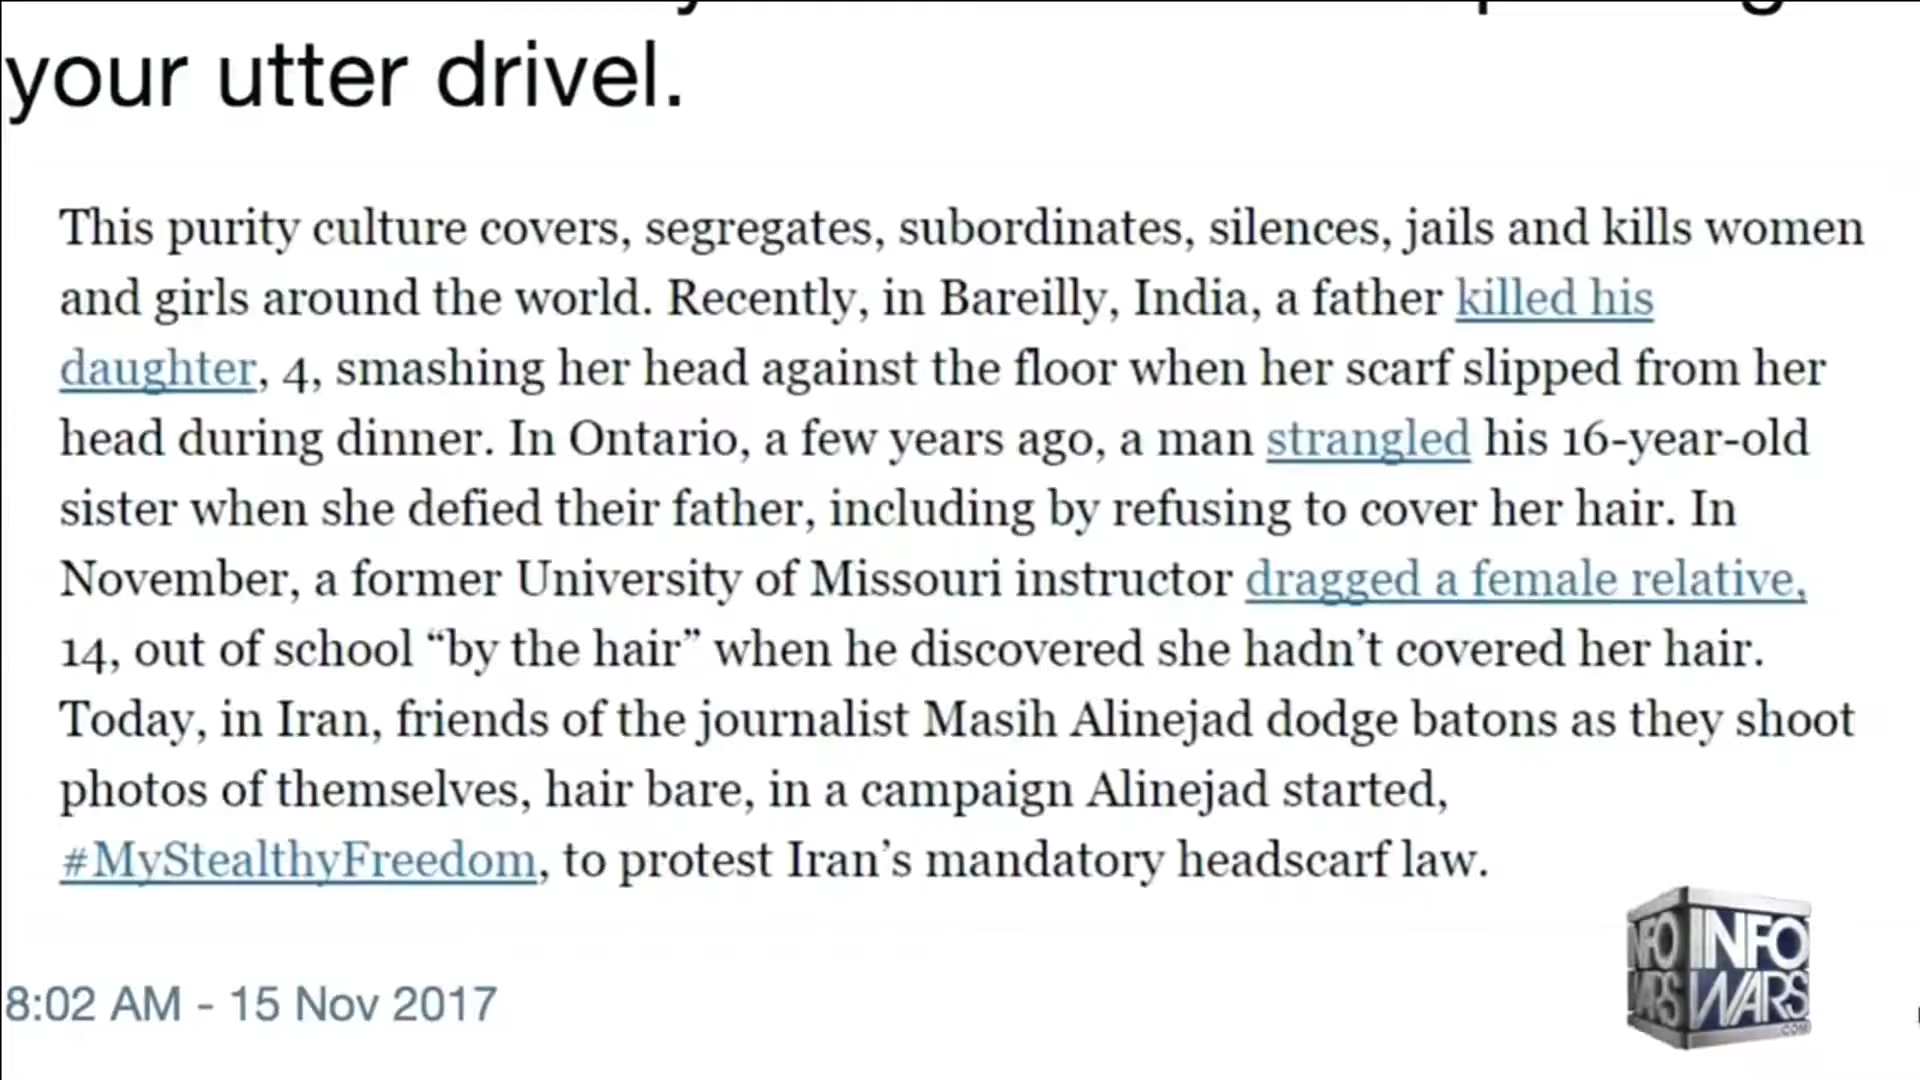 your utter drivel.
This purity culture covers, segregates, subordinates, silences, jails and kills women
and girls around the world. Recently, in Bareilly, India, a father killed his
daughter, 4, smashing her head against the floor when her scarf slipped from her
head during dinner. In Ontario, a few years ago, a man strangled his 16-year-old
sister when she defied their father, including by refusing to cover her hair. In
November, a former University of Missouri instructor dragged a female relative,
14, out of school “by the hair” when he discovered she hadn’t covered her hair.
Today, in Iran, friends of the journalist Masih Alinejad dodge batons as they shoot
photos of themselves, hair bare, in a campaign Alinejad started,
#MyStealthyFreedom, to protest Iran’s mandatory headscarf law.
8:02 AM - 15 Nov 2017
INFO
WARS
.COM